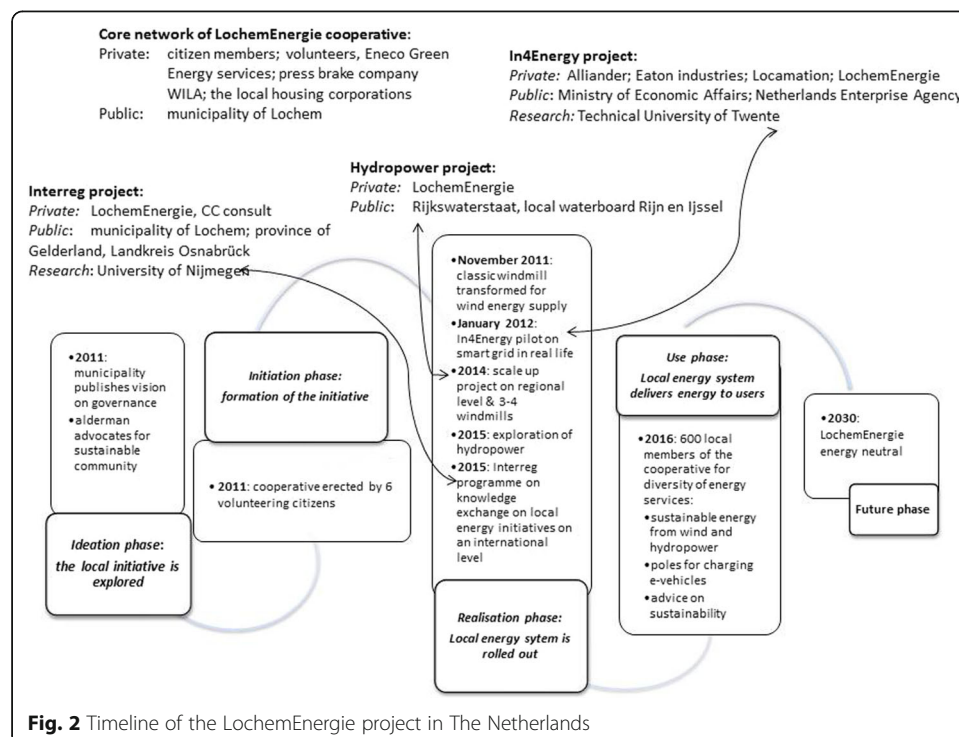 Core network of LochemEnergie cooperative:
Private: citizen members; volunteers, Eneco Green
Energy services; press brake company
WILA; the local housing corporations
Public: municipality of Lochem
In4Energy project:
Private: Alliander; Eaton industries; Locamation; LochemEnergie
Public: Ministry of Economic Affairs; Netherlands Enterprise Agency
Research: Technical University of Twente
Hydropower project:
Private: LochemEnergie
Public: Rijkswaterstaat, local waterboard Rijn en Ijssel
Interreg project:
Private: LochemEnergie, CC consult
Public: municipality of Lochem; province of
Gelderland, Landkreis Osnabrück
Research: University of Nijmegen
•2011:
municipality
publishes vision
on governance
•alderman
advocates for
sustainable
community
Ideation phase:
the local initiative is
explored
Initiation phase:
formation of the initiative
•2011: cooperative erected by 6
volunteering citizens
•November 2011:
classic windmill
transformed for
wind energy supply
•January 2012:
In4Energy pilot on
smart grid in real life
•2014: scale up
project on regional
level & 3-4
windmills
•2015: exploration of
hydropower
•2015: Interreg
programme on
knowledge
exchange on local
energy initiatives on
an international
level
Realisation phase:
Local energy sytem is
rolled out
Use phase:
Local energy system
delivers energy to users
•2016: 600 local
members of the
cooperative for
diversity of energy
services:
•sustainable energy
from wind and
hydropower
•poles for charging
e-vehicles
•advice on
sustainability
•2030:
LochemEnergie
energy neutral
Future phase
Fig. 2 Timeline of the LochemEnergie project in The Netherlands